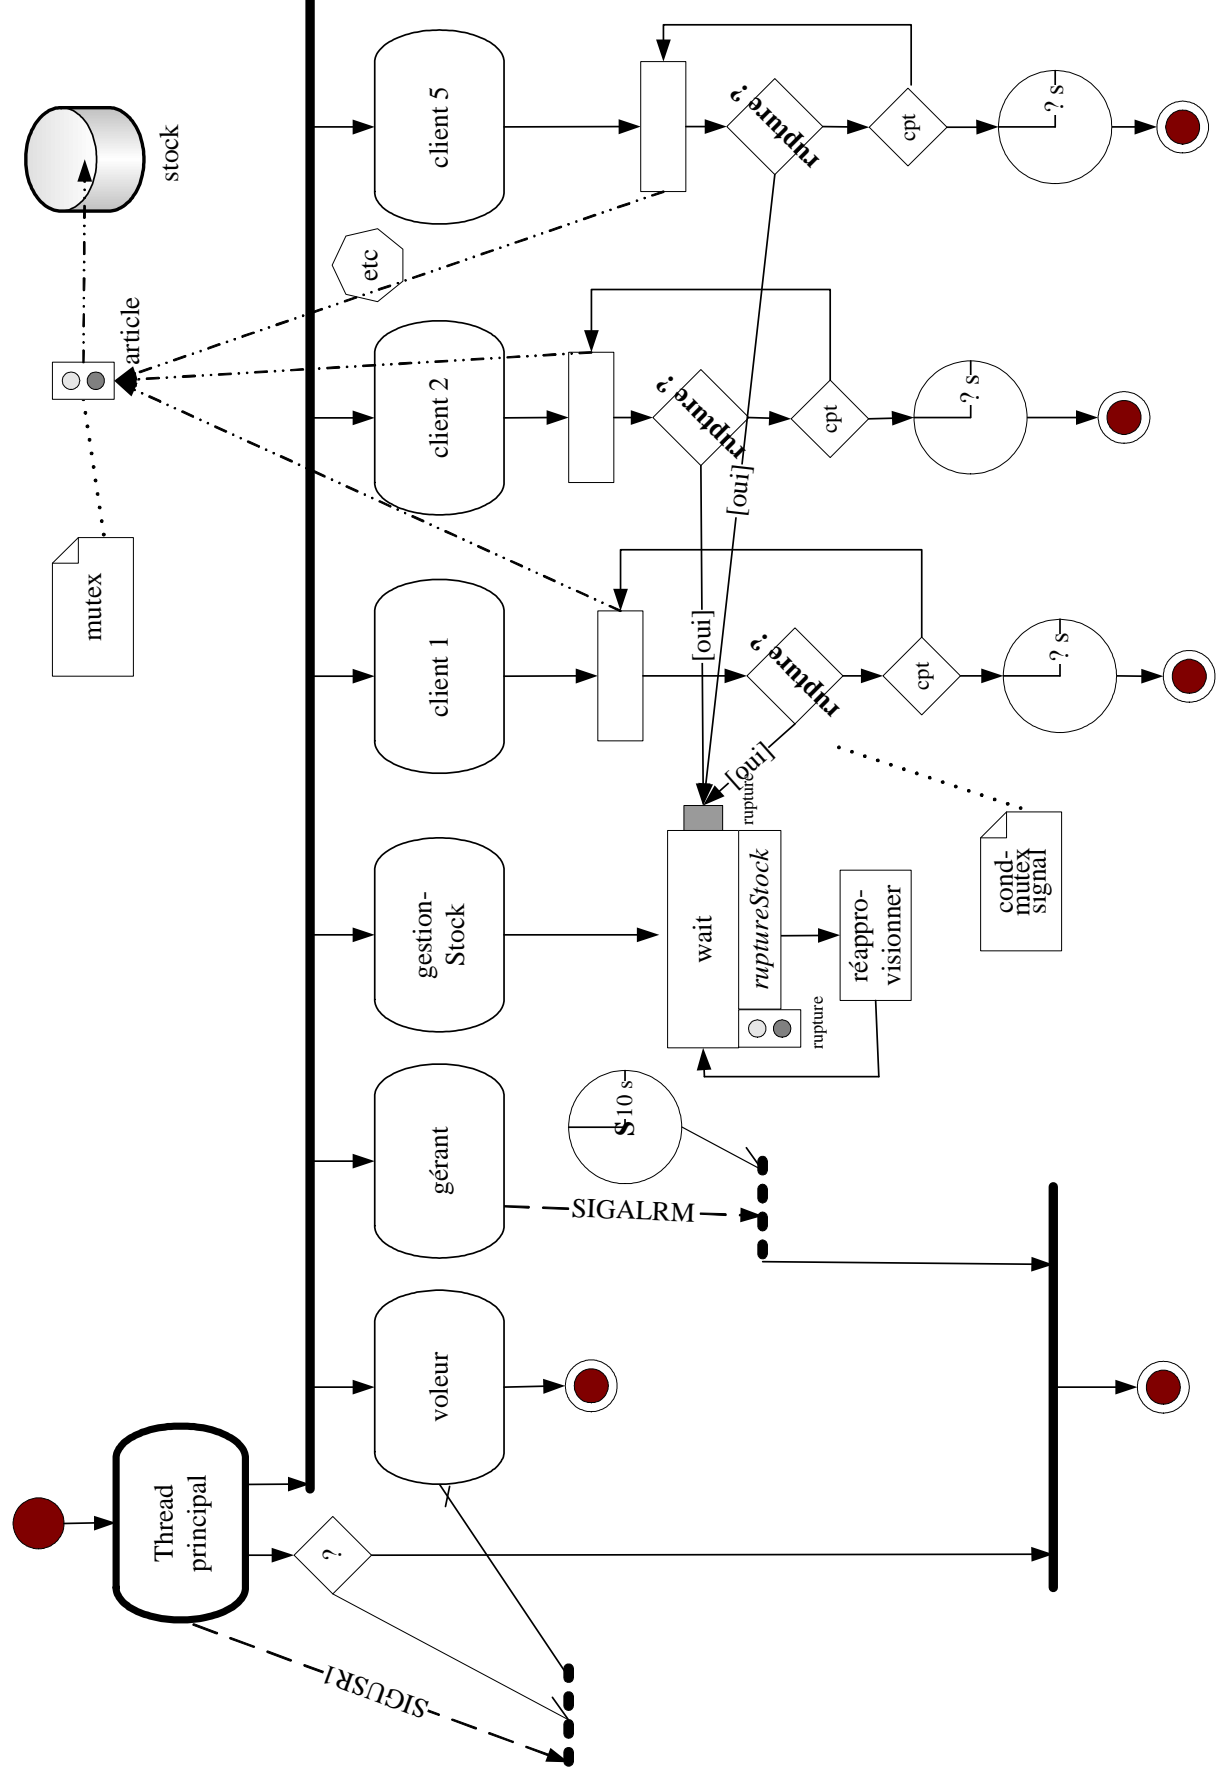 stock
article
mutex
etc
client 5
client 2
client 1
gestion-
Stock
gérant
voleur
Thread
principal
?
SIGUSR1
SIGALRM
S
10 s
rupture ?
rupture ?
rupture ?
[oui]
[oui]
[oui]
cpt
cpt
cpt
? s
? s
? s
rupture
wait
ruptureStock
rupture
réappro-
visionner
cond-
mutex
signal